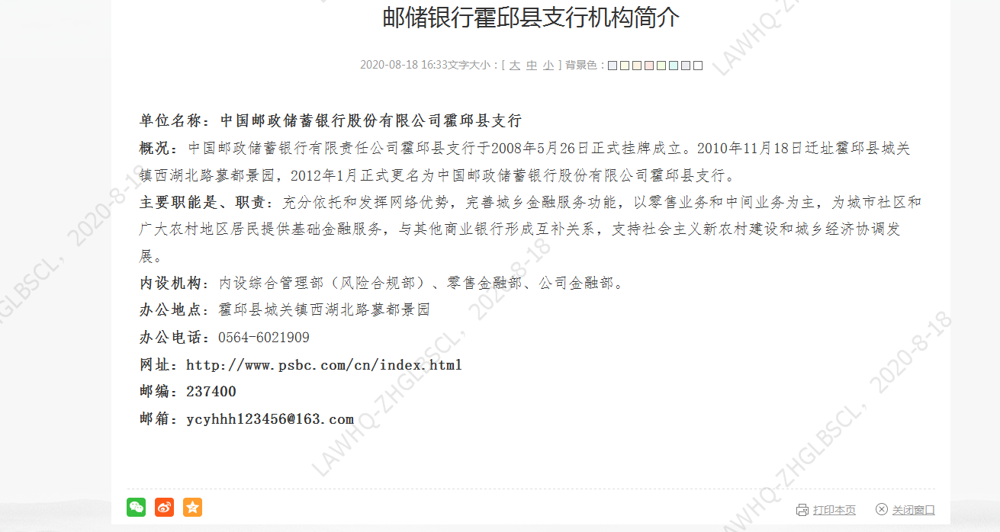 邮储银行霍邱县支行机构简介
2020-08-18 16:33文字大小：[ 大 中 小 ] 背景色：
单位名称：中国邮政储蓄银行股份有限公司霍邱县支行
概况：中国邮政储蓄银行有限责任公司霍邱县支行于2008年5月26日正式挂牌成立。2010年11月18日迁址霍邱县城关
镇西湖北路蓼都景园，2012年1月正式更名为中国邮政储蓄银行股份有限公司霍邱县支行。
主要职能是、职责：充分依托和发挥网络优势，完善城乡金融服务功能，以零售业务和中间业务为主，为城市社区和
广大农村地区居民提供基础金融服务，与其他商业银行形成互补关系，支持社会主义新农村建设和城乡经济协调发
展。
内设机构：内设综合管理部（风险合规部）、零售金融部、公司金融部。
办公地点：霍邱县城关镇西湖北路蓼都景园
办公电话：0564-6021909
网址：http://www.psbc.com/cn/index.html
邮编：237400
邮箱：ycyhhh123456@163.com
打印本页 关闭窗口
LAWHQ-ZH
HGLBSCL，2020-8-18
LAWHQ-ZHGLBSCL，2020-8-18
LAWHQ-ZHGLBSCL，2020-8-18